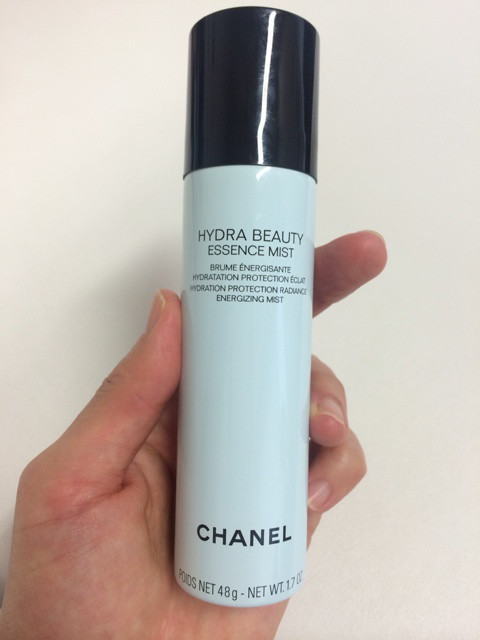 HYDRA BEAUTY
ESSENCE MIST
BRUME ÉNERGISANTE
HYDRATATION PROTECTION ÉCLAT
HYDRATION PROTECTION RADIANCE
ENERGIZING MIST
CHANEL
POIDS NET 48g - NET WT. 1.7 OZ.